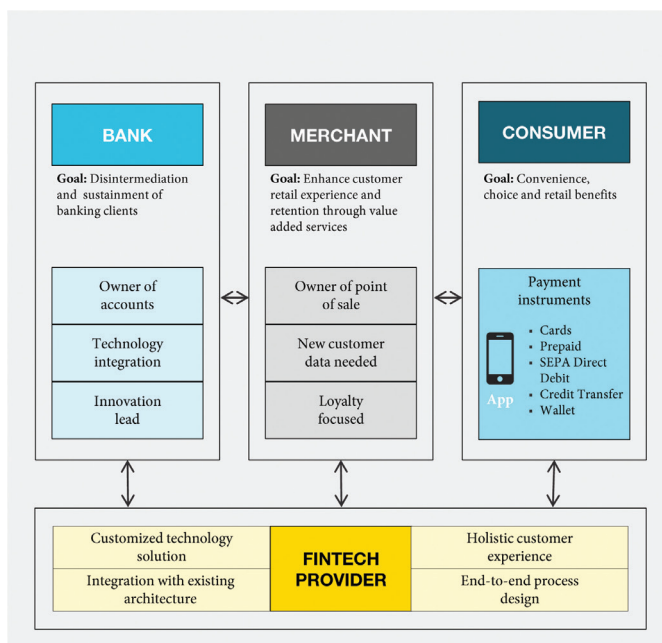 BANK
Goal: Disintermediation
and sustainment of
banking clients
Owner of
accounts
Technology
integration
Innovation
lead
MERCHANT
Goal: Enhance customer
retail experience and
retention through value
added services
Owner of point
of sale
New customer
data needed
Loyalty
focused
CONSUMER
Goal: Convenience,
choice and retail benefits
Payment
instruments
App
• Cards
• Prepaid
• SEPA Direct
Debit
• Credit Transfer
• Wallet
Customized technology
solution
Integration with existing
architecture
FINTECH
PROVIDER
Holistic customer
experience
End-to-end process
design